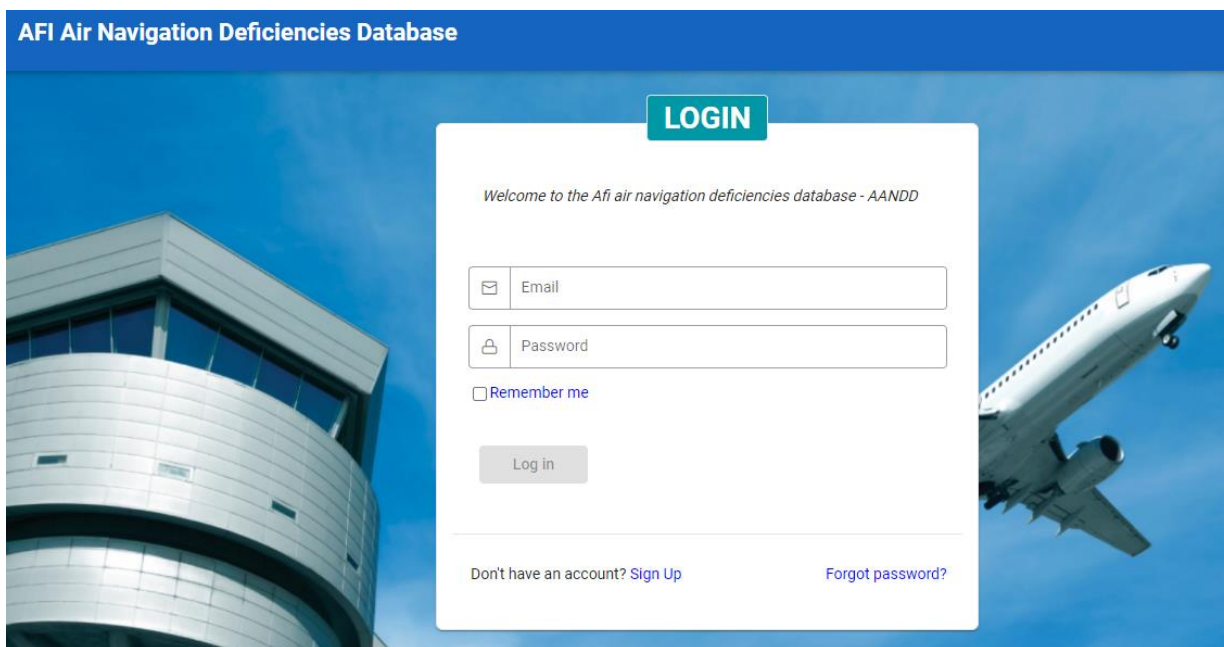 AFI Air Navigation Deficiencies Database
LOGIN
Welcome to the Afi air navigation deficiencies database - AANDD
Email
Password
Remember me
Log in
Don't have an account? Sign Up
Forgot password?